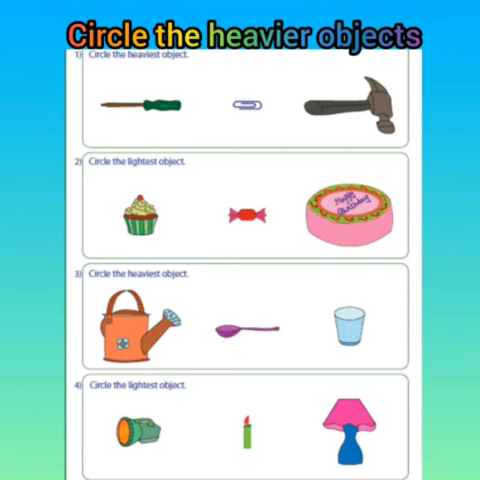 Circle the heavier objects
1) Circle the heaviest object.
2) Circle the lightest object.
Happy
Birthday
3) Circle the heaviest object.
4) Circle the lightest object.